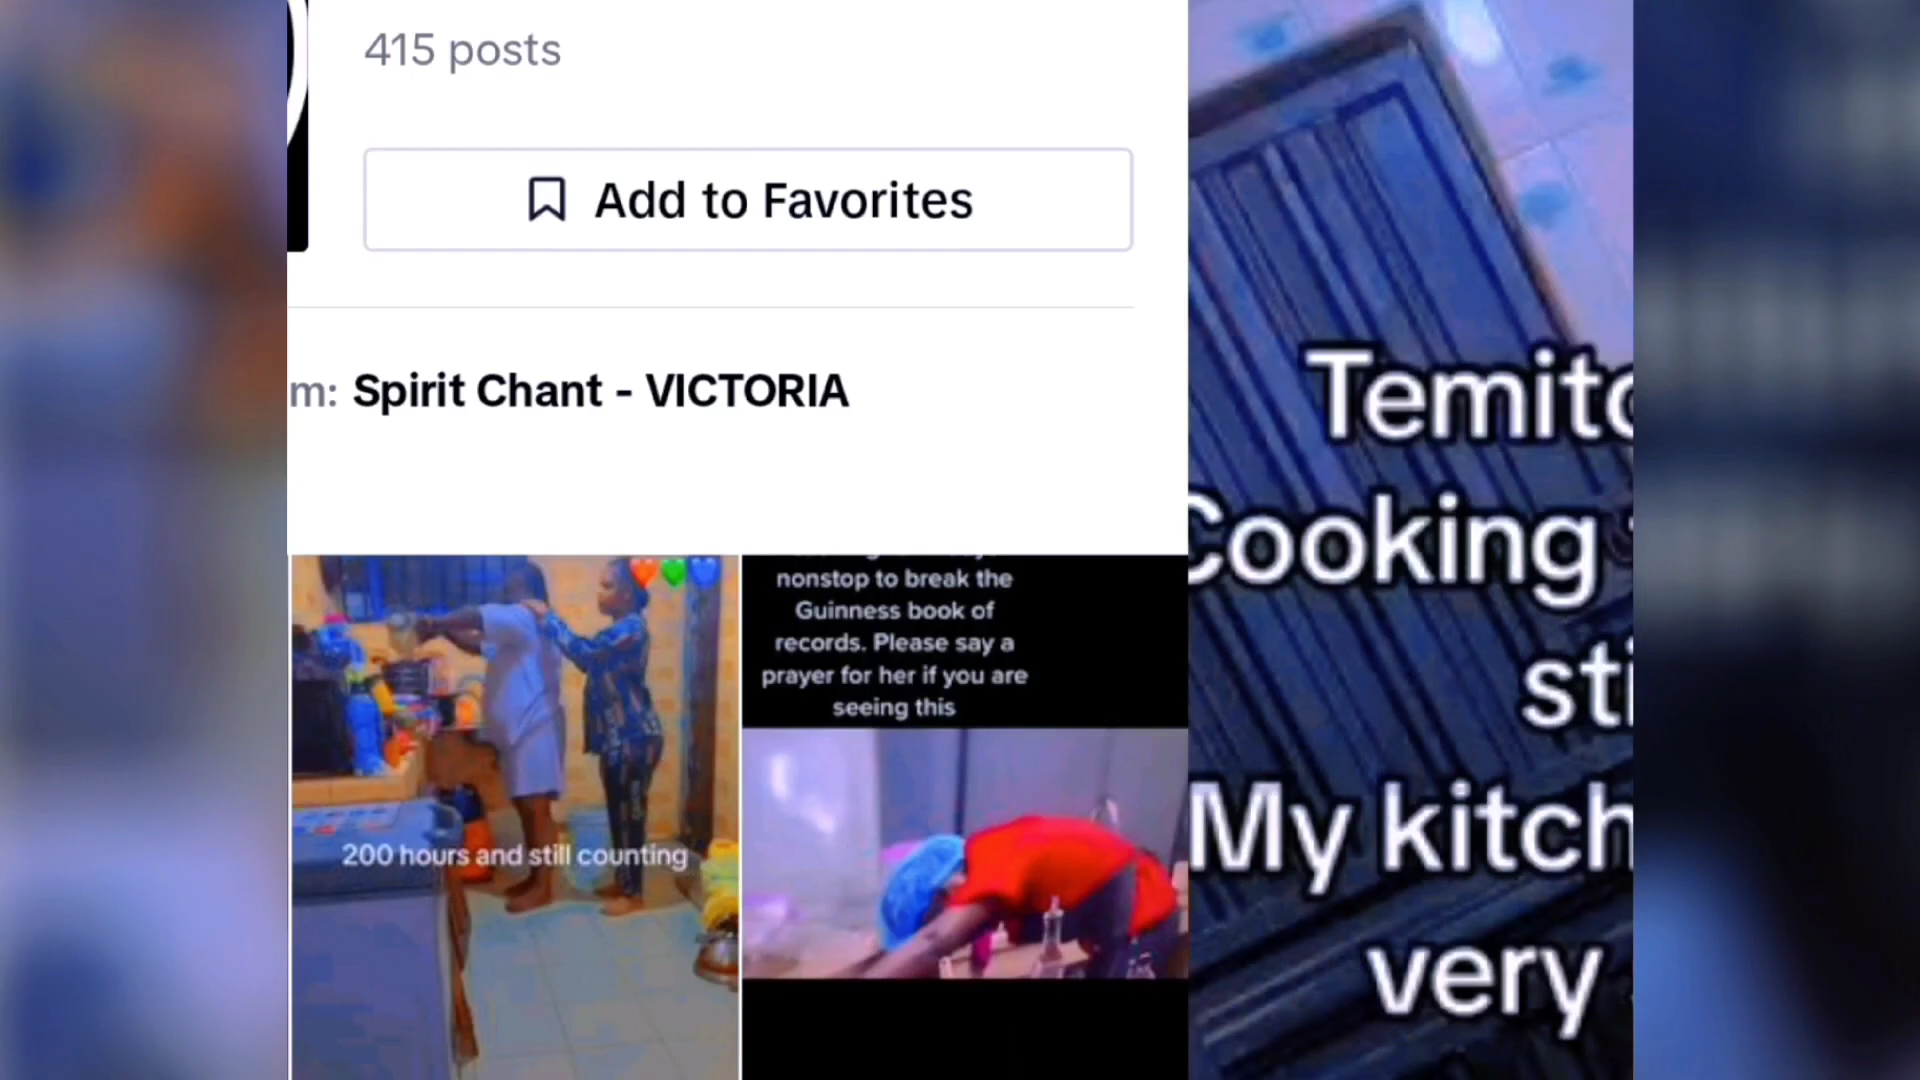 415 posts
Add to Favorites
m: Spirit Chant - VICTORIA
200 hours and still counting
nonstop to break the
Guinness book of
records. Please say a
prayer for her if you are
seeing this
Temito
Cooking
sti
My kitch
very